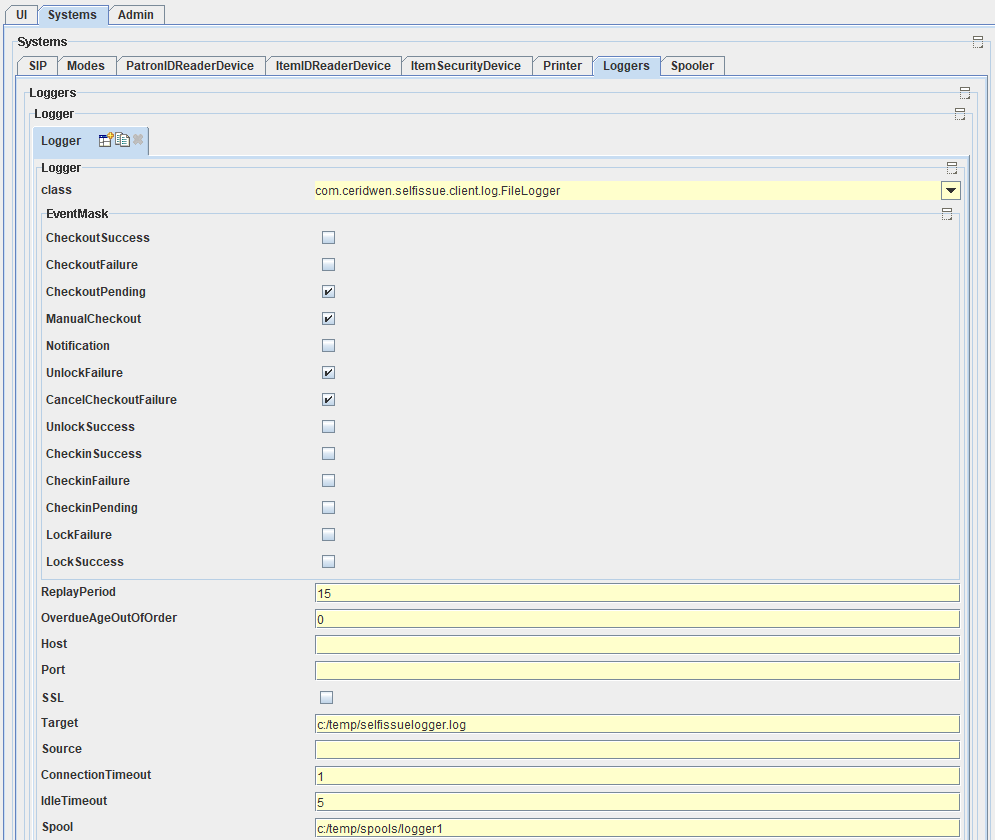 UI Systems Admin
Systems
SIP Modes PatronIDReaderDevice ItemIDReaderDevice ItemSecurityDevice Printer Loggers Spooler
Loggers
Logger
Logger
Logger
class com.ceridwen.selfissue.client.log.FileLogger
EventMask
CheckoutSuccess
CheckoutFailure
CheckoutPending
ManualCheckout
Notification
UnlockFailure
CancelCheckoutFailure
UnlockSuccess
CheckinSuccess
CheckinFailure
CheckinPending
LockFailure
LockSuccess
ReplayPeriod 15
OverdueAgeOutOfOrder 0
Host
Port
SSL
Target c:/temp/selfissuelogger.log
Source
ConnectionTimeout 1
IdleTimeout 5
Spool c:/temp/spools/logger1